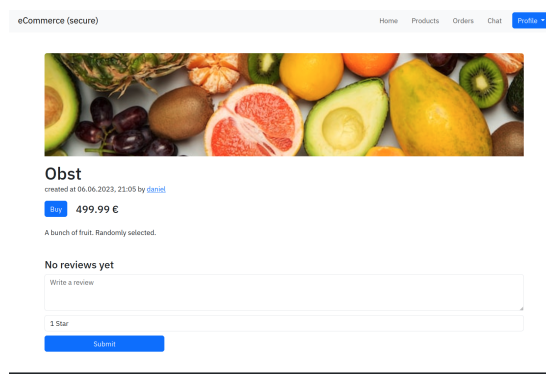 eCommerce (secure)
Home Products Orders Chat Profile
Obst
created at 06.06.2023, 21:05 by daniel
Buy 499.99 €
A bunch of fruit. Randomly selected.
No reviews yet
Write a review
1 Star
Submit